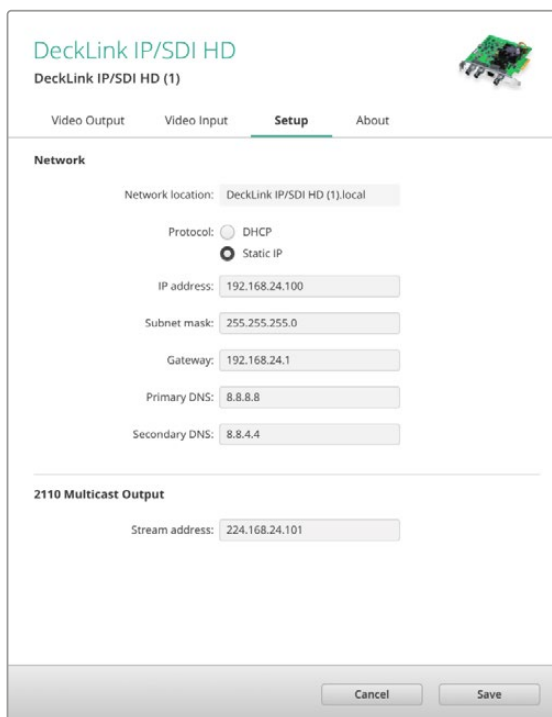 DeckLink IP/SDI HD
DeckLink IP/SDI HD (1)
Video Output Video Input Setup About
Network
Network location: DeckLink IP/SDI HD (1).local
Protocol: DHCP
Static IP
IP address: 192.168.24.100
Subnet mask: 255.255.255.0
Gateway: 192.168.24.1
Primary DNS: 8.8.8.8
Secondary DNS: 8.8.4.4
2110 Multicast Output
Stream address: 224.168.24.101
Cancel Save